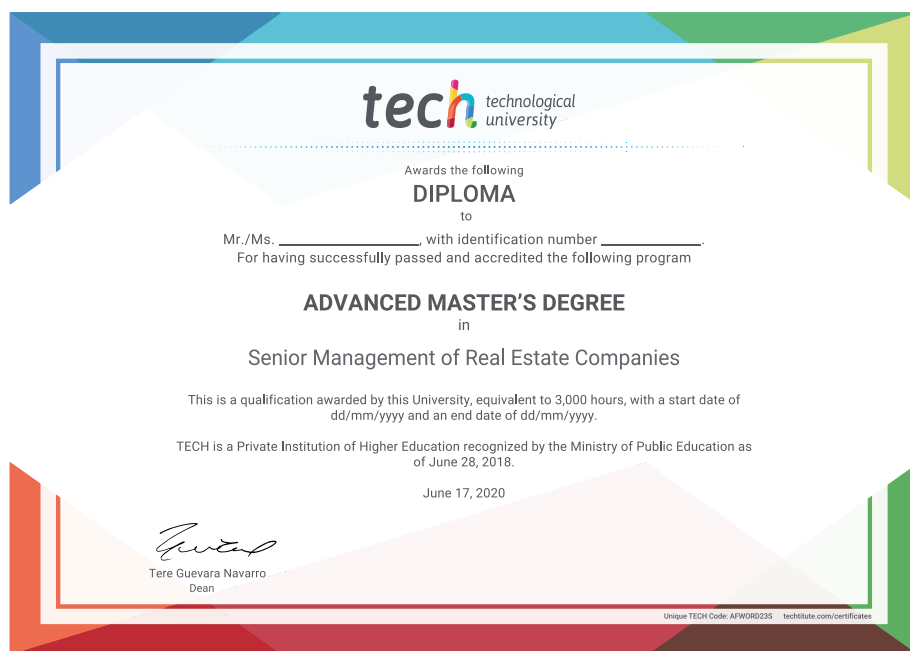 tech technological
university
Awards the following
DIPLOMA
to
Mr./Ms. ____________________, with identification number ______________.
For having successfully passed and accredited the following program
ADVANCED MASTER'S DEGREE
in
Senior Management of Real Estate Companies
This is a qualification awarded by this University, equivalent to 3,000 hours, with a start date of
dd/mm/yyyy and an end date of dd/mm/yyyy.
TECH is a Private Institution of Higher Education recognized by the Ministry of Public Education as
of June 28, 2018.
June 17, 2020
Tere Guevara Navarro
Dean
Unique TECH Code: AFWORD23S techtitute.com/certificates